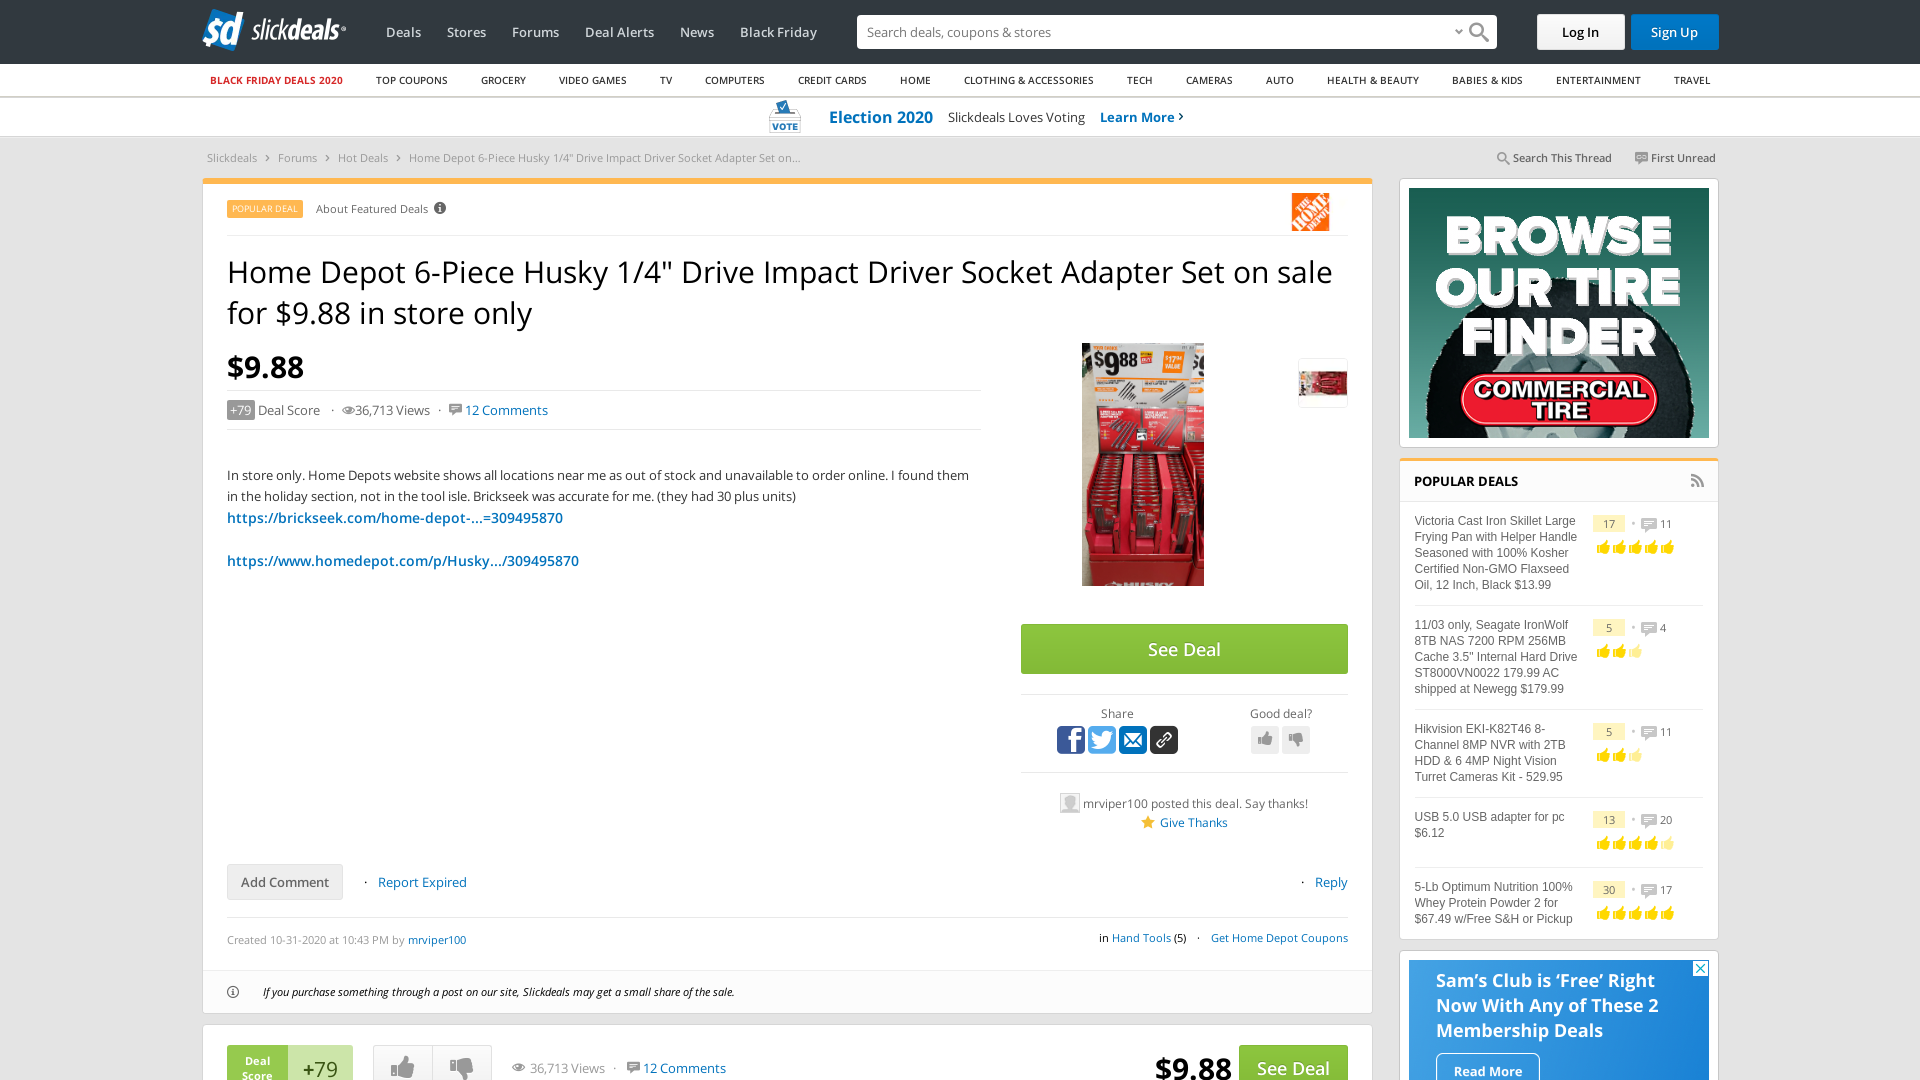 slickdeals
Deals
Stores
Forums
Deal Alerts
News
Black Friday
Search deals, coupons & stores
Log In
Sign Up
BLACK FRIDAY DEALS 2020
TOP COUPONS
GROCERY
VIDEO GAMES
TV
COMPUTERS
CREDIT CARDS
HOME
CLOTHING & ACCESSORIES
TECH
CAMERAS
AUTO
HEALTH & BEAUTY
BABIES & KIDS
ENTERTAINMENT
TRAVEL
VOTE
Election 2020
Slickdeals Loves Voting
Learn More
Slickdeals
Forums
Hot Deals
Home Depot 6-Piece Husky 1/4" Drive Impact Driver Socket Adapter Set on...
Search This Thread
First Unread
POPULAR DEAL
About Featured Deals
THE HOME DEPOT
Home Depot 6-Piece Husky 1/4" Drive Impact Driver Socket Adapter Set on sale
for $9.88 in store only
$9.88
+79 Deal Score · 36,713 Views · 12 Comments
$9.88
HUSKY
In store only. Home Depots website shows all locations near me as out of stock and unavailable to order online. I found them
in the holiday section, not in the tool isle. Brickseek was accurate for me. (they had 30 plus units)
https://brickseek.com/home-depot-...=309495870
https://www.homedepot.com/p/Husky.../309495870
See Deal
Share
Good deal?
mrviper100 posted this deal. Say thanks!
Give Thanks
Add Comment
· Report Expired
· Reply
Created 10-31-2020 at 10:43 PM by mrviper100
in Hand Tools (5) · Get Home Depot Coupons
If you purchase something through a post on our site, Slickdeals may get a small share of the sale.
Deal
Score
+79
36,713 Views · 12 Comments
$9.88
See Deal
BROWSE
OUR TIRE
FINDER
COMMERCIAL
TIRE
POPULAR DEALS
Victoria Cast Iron Skillet Large
Frying Pan with Helper Handle
Seasoned with 100% Kosher
Certified Non-GMO Flaxseed
Oil, 12 Inch, Black $13.99
17 • 11
11/03 only, Seagate IronWolf
8TB NAS 7200 RPM 256MB
Cache 3.5" Internal Hard Drive
ST8000VN0022 179.99 AC
shipped at Newegg $179.99
5 • 4
Hikvision EKI-K82T46 8-
Channel 8MP NVR with 2TB
HDD & 6 4MP Night Vision
Turret Cameras Kit - 529.95
5 • 11
USB 5.0 USB adapter for pc
$6.12
13 • 20
5-Lb Optimum Nutrition 100%
Whey Protein Powder 2 for
$67.49 w/Free S&H or Pickup
30 • 17
Sam's Club is 'Free' Right
Now With Any of These 2
Membership Deals
Read More